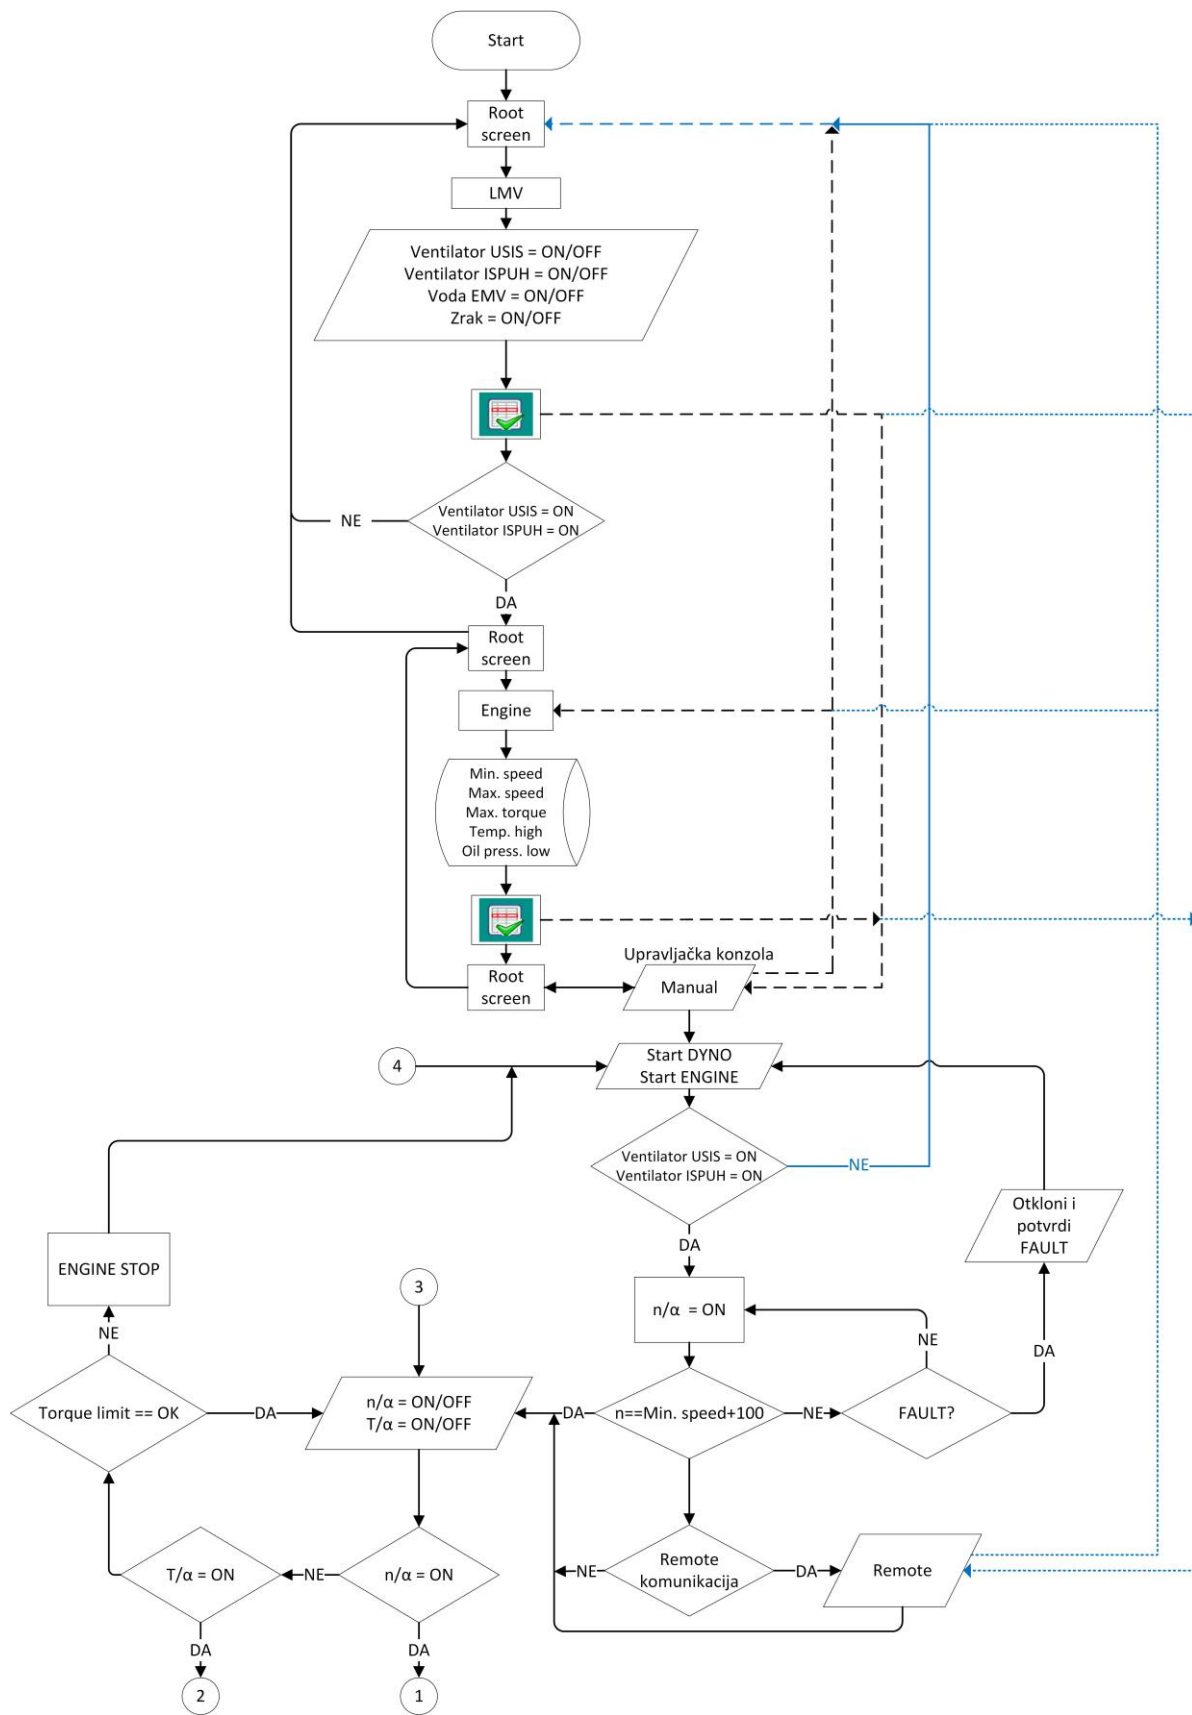 Start
Root
screen
LMV
Ventilator USIS = ON/OFF
Ventilator ISPUH = ON/OFF
Voda EMV = ON/OFF
Zrak = ON/OFF
Ventilator USIS = ON
Ventilator ISPUH = ON
NE
DA
Root
screen
Engine
Min. speed
Max. speed
Max. torque
Temp. high
Oil press. low
Upravljačka konzola
Root
screen
Manual
4
Start DYNO
Start ENGINE
Ventilator USIS = ON
Ventilator ISPUH = ON
NE
Otkloni i
potvrdi
FAULT
DA
ENGINE STOP
3
n/α = ON
NE
NE
DA
Torque limit == OK
DA
n/α = ON/OFF
T/α = ON/OFF
DA
n==Min. speed+100
NE
FAULT?
T/α = ON
NE
n/α = ON
NE
Remote
komunikacija
DA
Remote
DA
DA
2
1